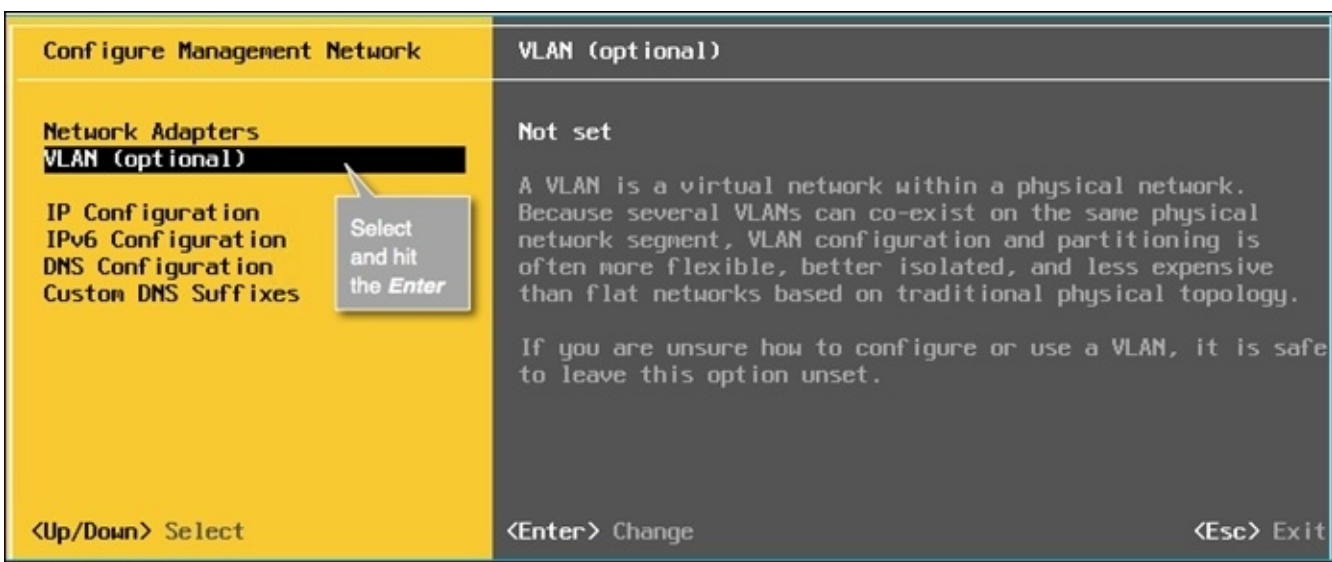 Configure Management Network
Network Adapters
VLAN (optional)
IP Configuration
IPv6 Configuration
DNS Configuration
Custom DNS Suffixes
Select
and hit
the Enter
<Up/Down> Select
VLAN (optional)
Not set
A VLAN is a virtual network within a physical network.
Because several VLANs can co-exist on the same physical
network segment, VLAN configuration and partitioning is
often more flexible, better isolated, and less expensive
than flat networks based on traditional physical topology.
If you are unsure how to configure or use a VLAN, it is safe
to leave this option unset.
<Enter> Change
<Esc> Exit